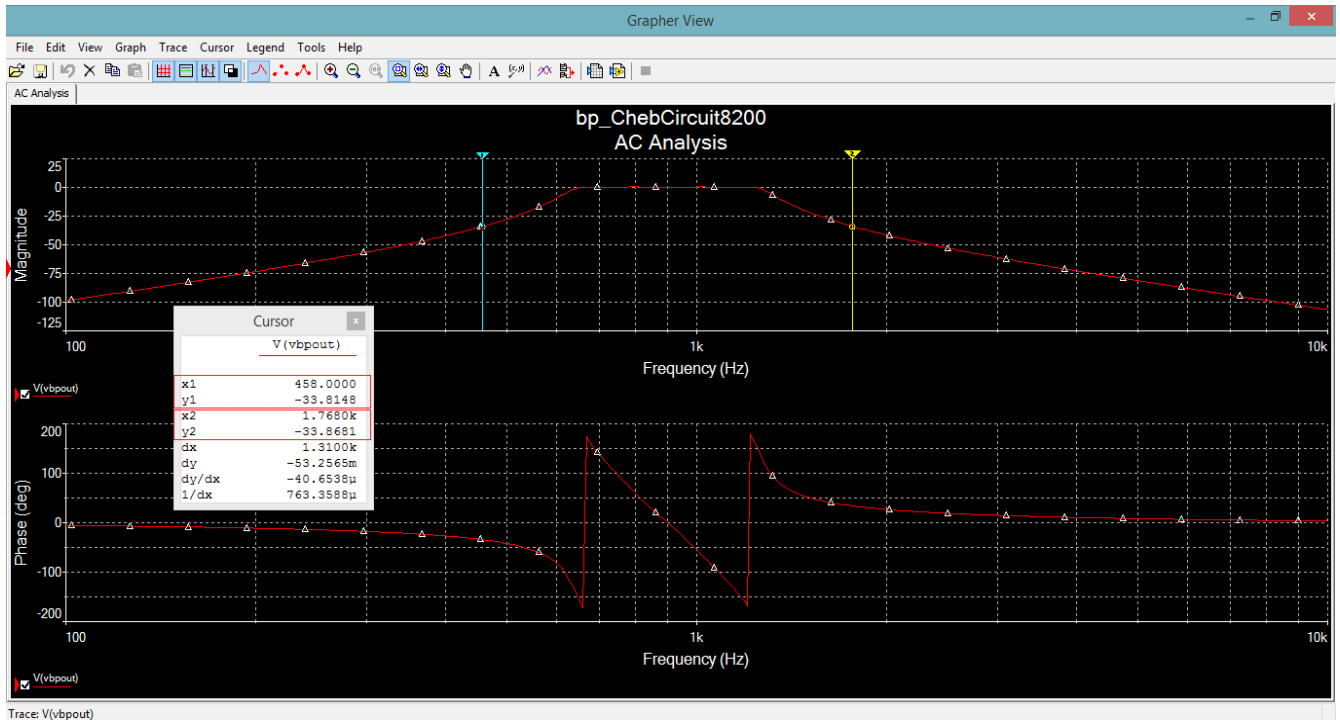 Grapher View
File Edit View Graph Trace Cursor Legend Tools Help
AC Analysis
bp_ChebCircuit8200
AC Analysis
25
0
-25
-50
-75
-100
-125
Magnitude
100 1k 10k
Frequency (Hz)
V(vbpout)
Cursor x
V(vbpout)
x1 458.0000
y1 -33.8148
x2 1.7680k
y2 -33.8681
dx 1.3100k
dy -53.2565m
dy/dx -40.6538µ
1/dx 763.3588µ
200
100
0
-100
-200
Phase (deg)
100 1k 10k
Frequency (Hz)
V(vbpout)
Trace: V(vbpout)